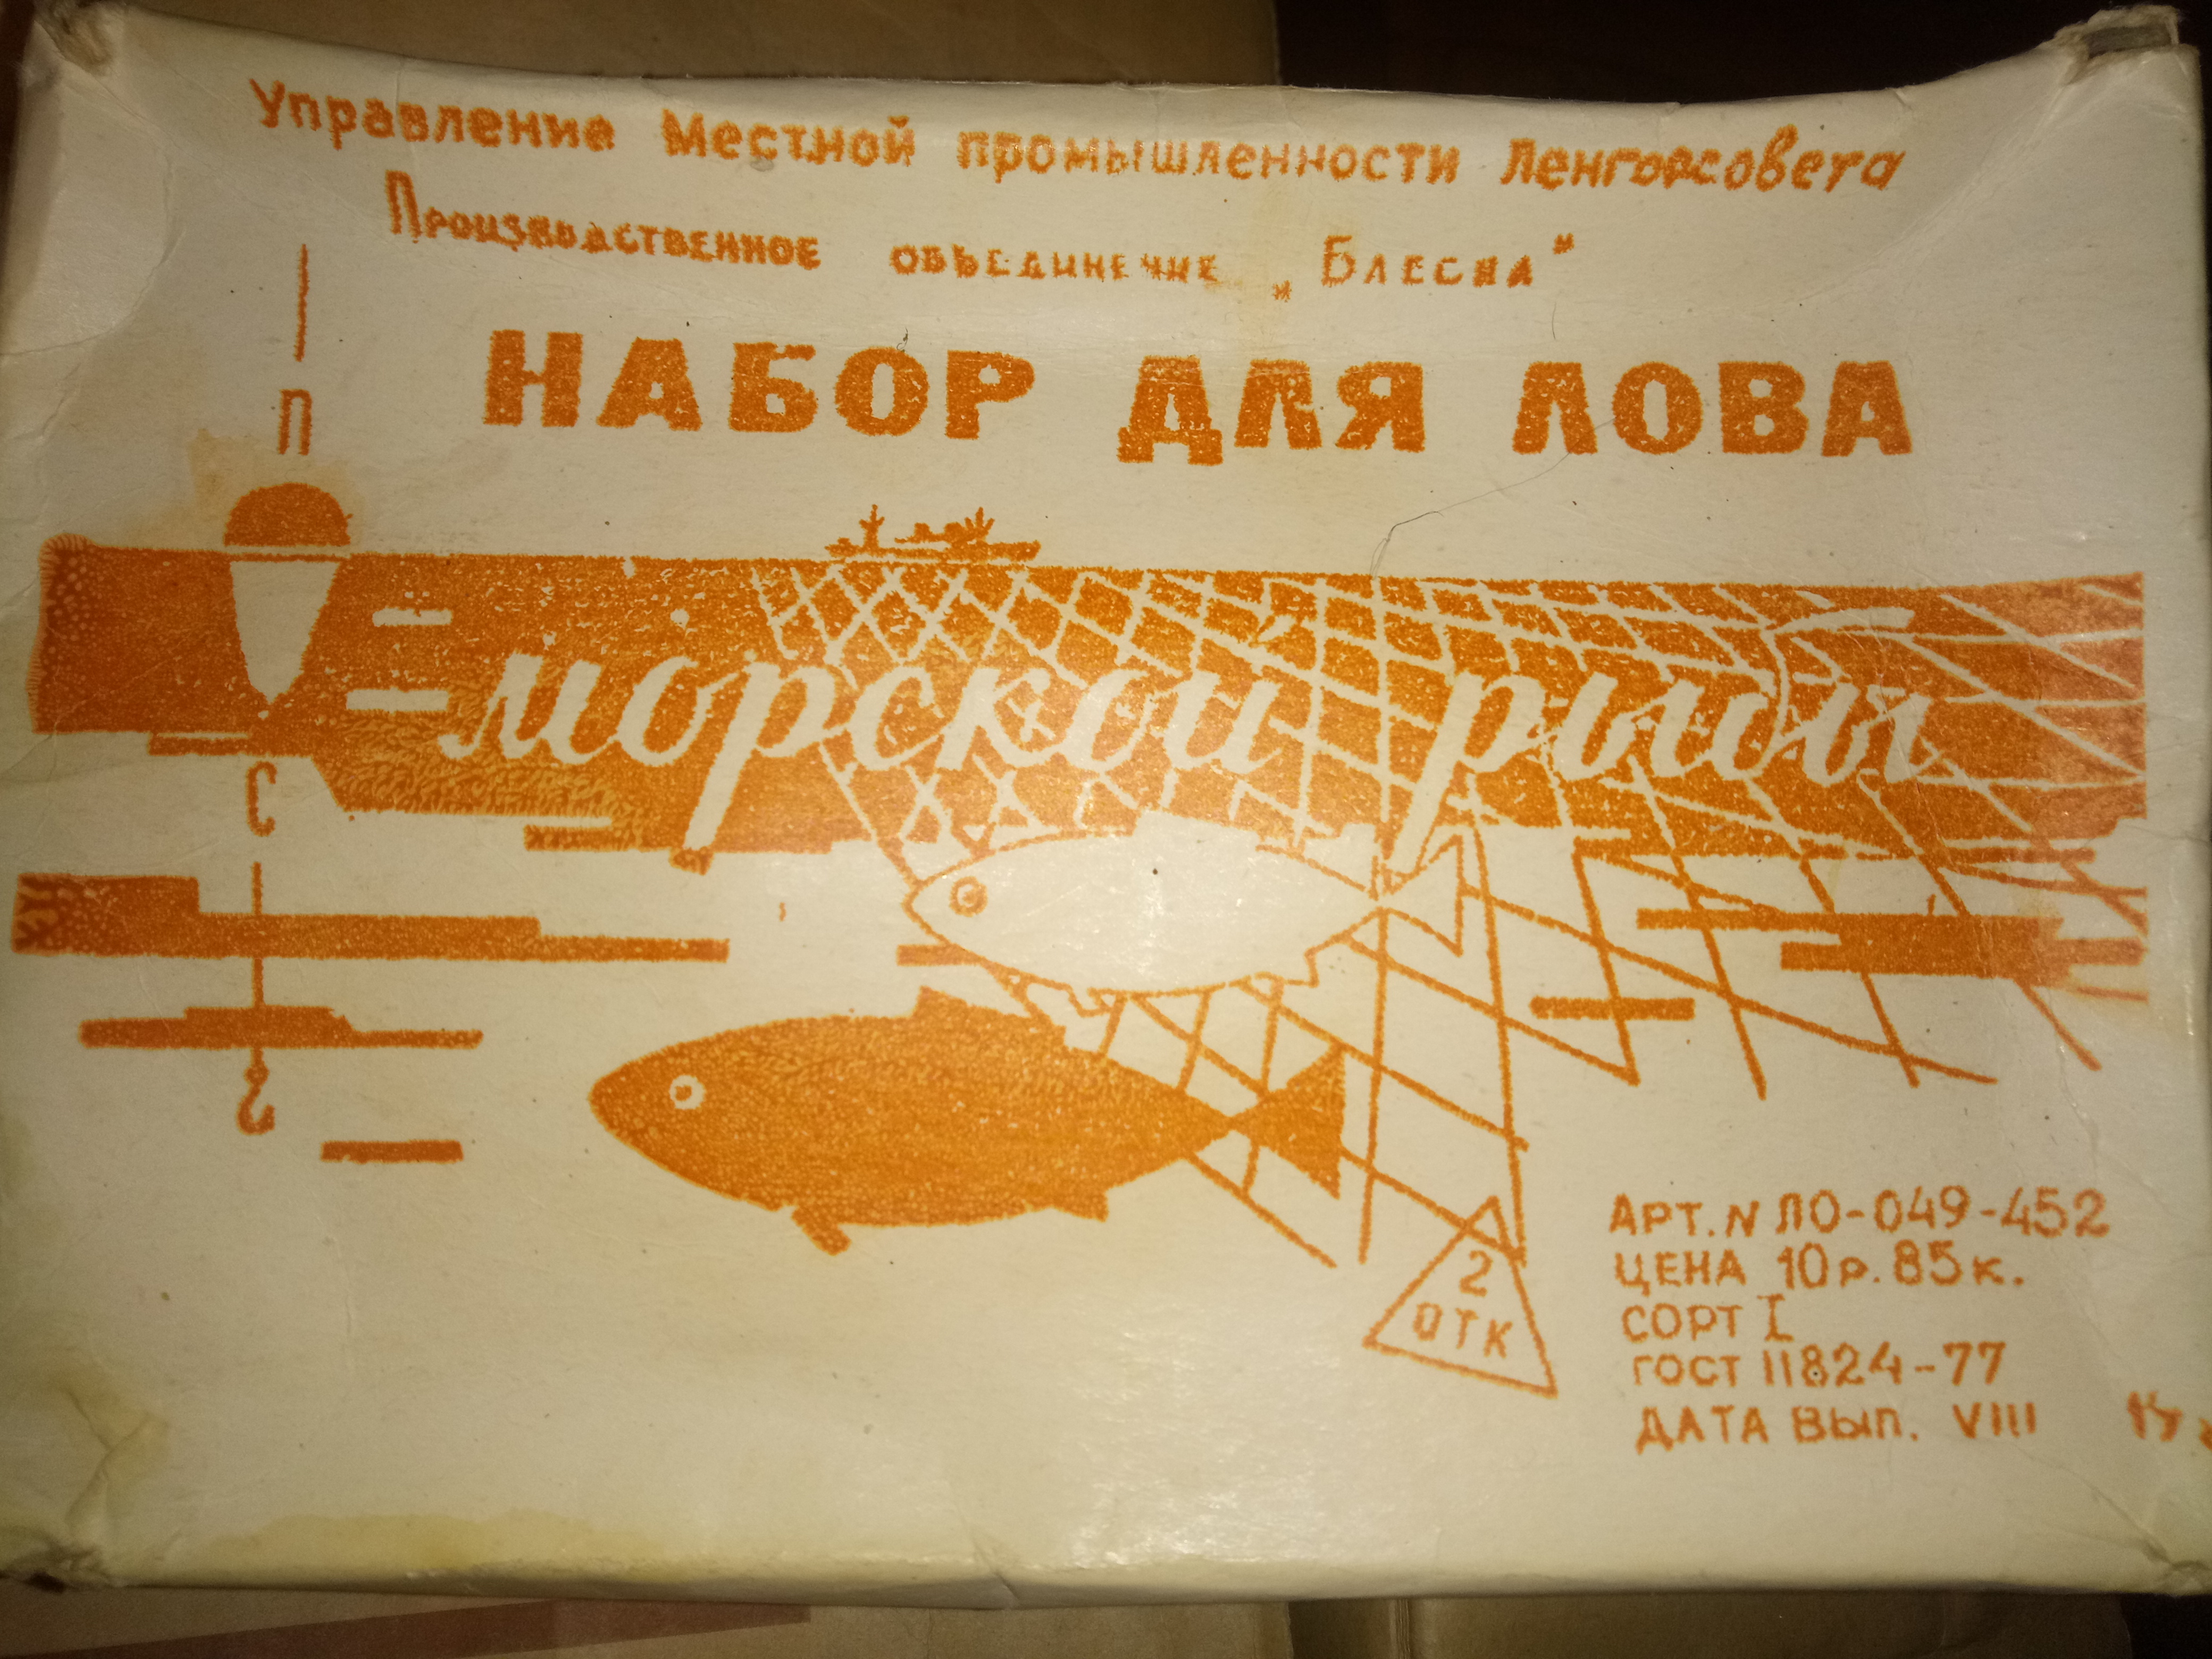 Управление Местной промышленности Ленгорсовета
Производственное объединение „Блесна"
НАБОР ДЛЯ ЛОВА
П
морской рыбы
С
АРТ. N ЛО-049-452
ЦЕНА 10 р. 85 к.
СОРТ I
ГОСТ 11824-77
ДАТА ВЫП. VIII
2
ОТК